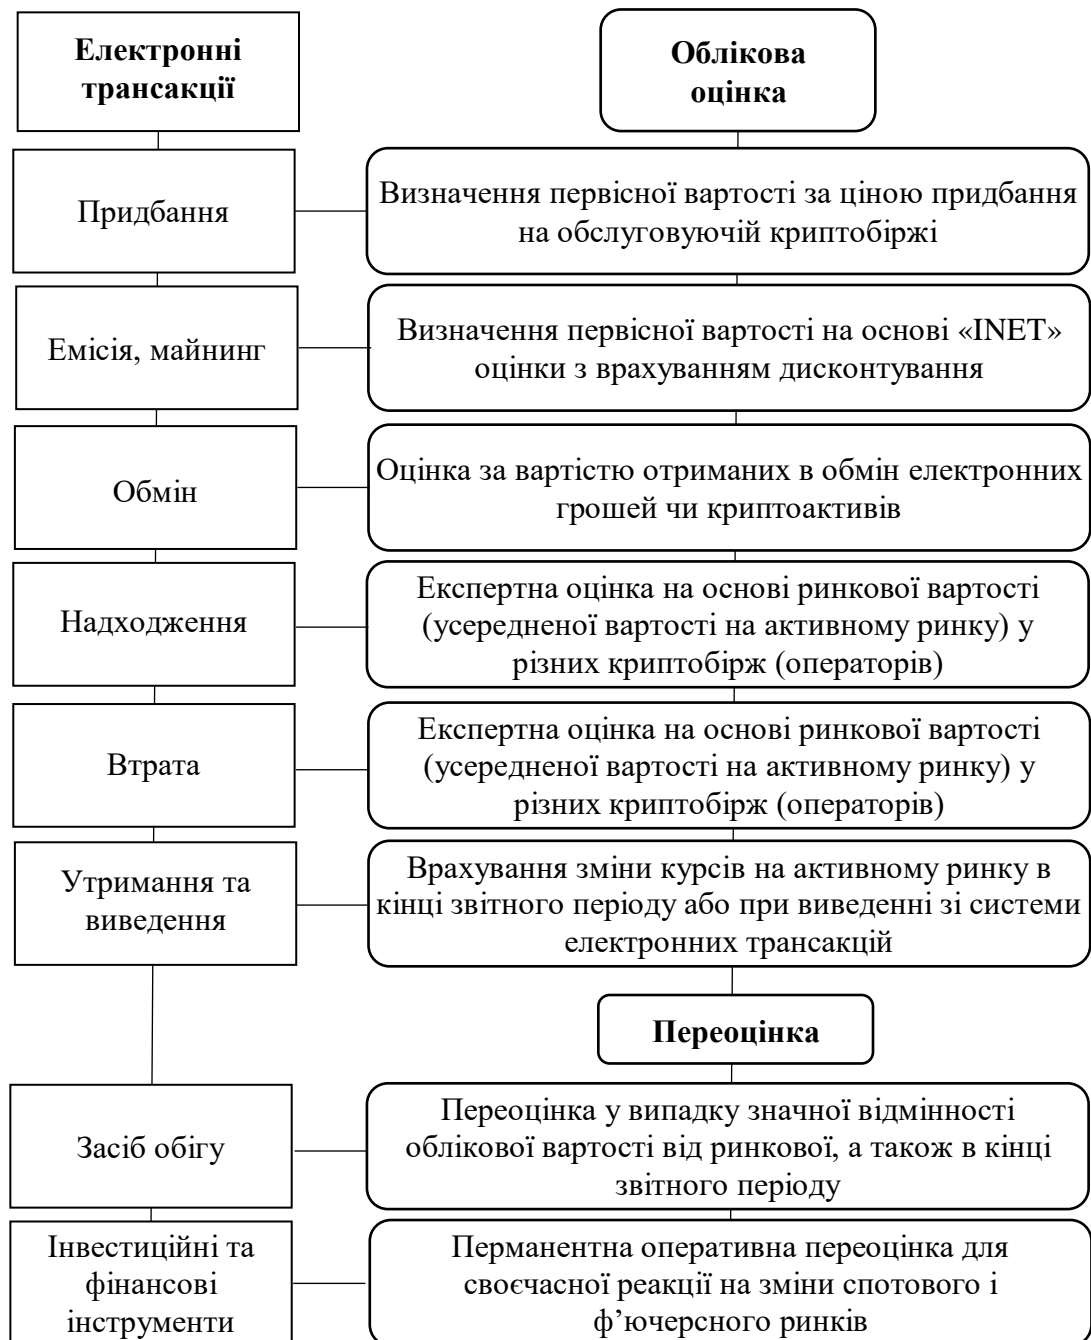 Електронні
трансакції
Облікова
оцінка
Придбання
Визначення первісної вартості за ціною придбання
на обслуговуючій криптобіржі
Емісія, майнинг
Визначення первісної вартості на основі «INET»
оцінки з врахуванням дисконтування
Обмін
Оцінка за вартістю отриманих в обмін електронних
грошей чи криптоактивів
Надходження
Експертна оцінка на основі ринкової вартості
(усередненої вартості на активному ринку) у
різних криптобірж (операторів)
Втрата
Експертна оцінка на основі ринкової вартості
(усередненої вартості на активному ринку) у
різних криптобірж (операторів)
Утримання та
виведення
Врахування зміни курсів на активному ринку в
кінці звітного періоду або при виведенні зі системи
електронних трансакцій
Переоцінка
Засіб обігу
Переоцінка у випадку значної відмінності
облікової вартості від ринкової, а також в кінці
звітного періоду
Інвестиційні та
фінансові
інструменти
Перманентна оперативна переоцінка для
своєчасної реакції на зміни спотового і
ф’ючерсного ринків